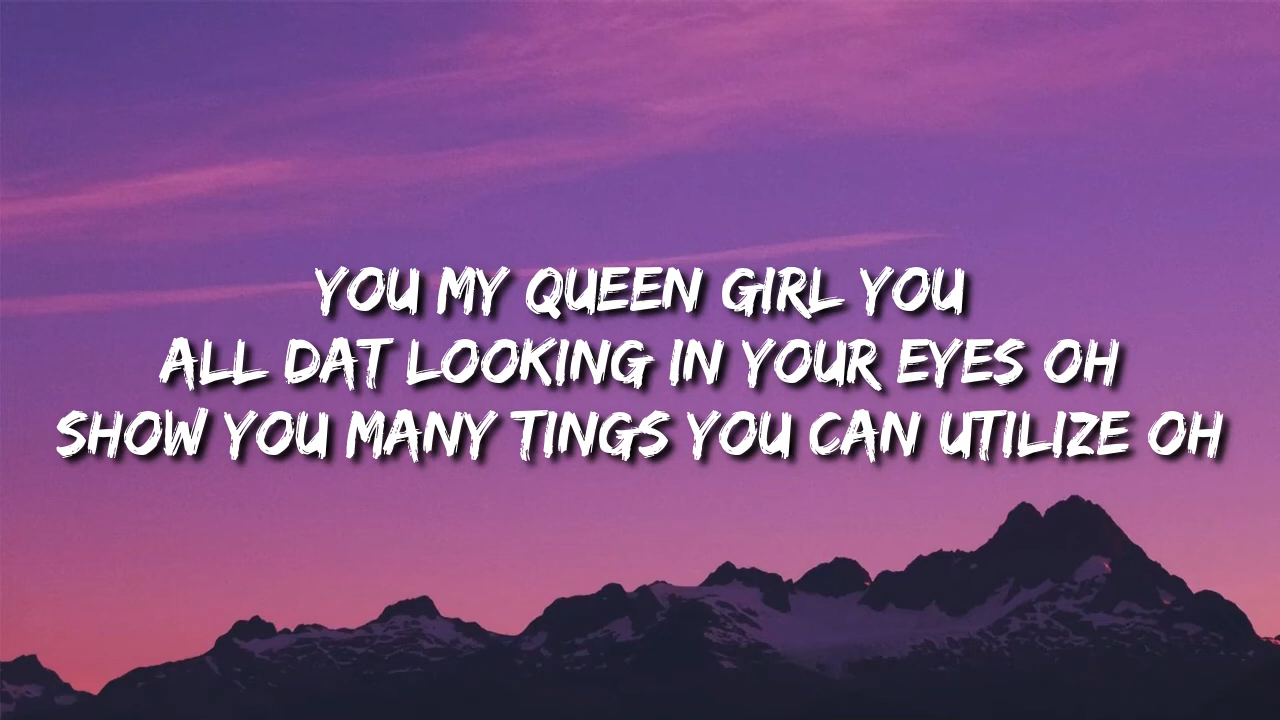 YOU MY QUEEN GIRL YOU
ALL DAT LOOKING IN YOUR EYES OH
SHOW YOU MANY TINGS YOU CAN UTILIZE OH